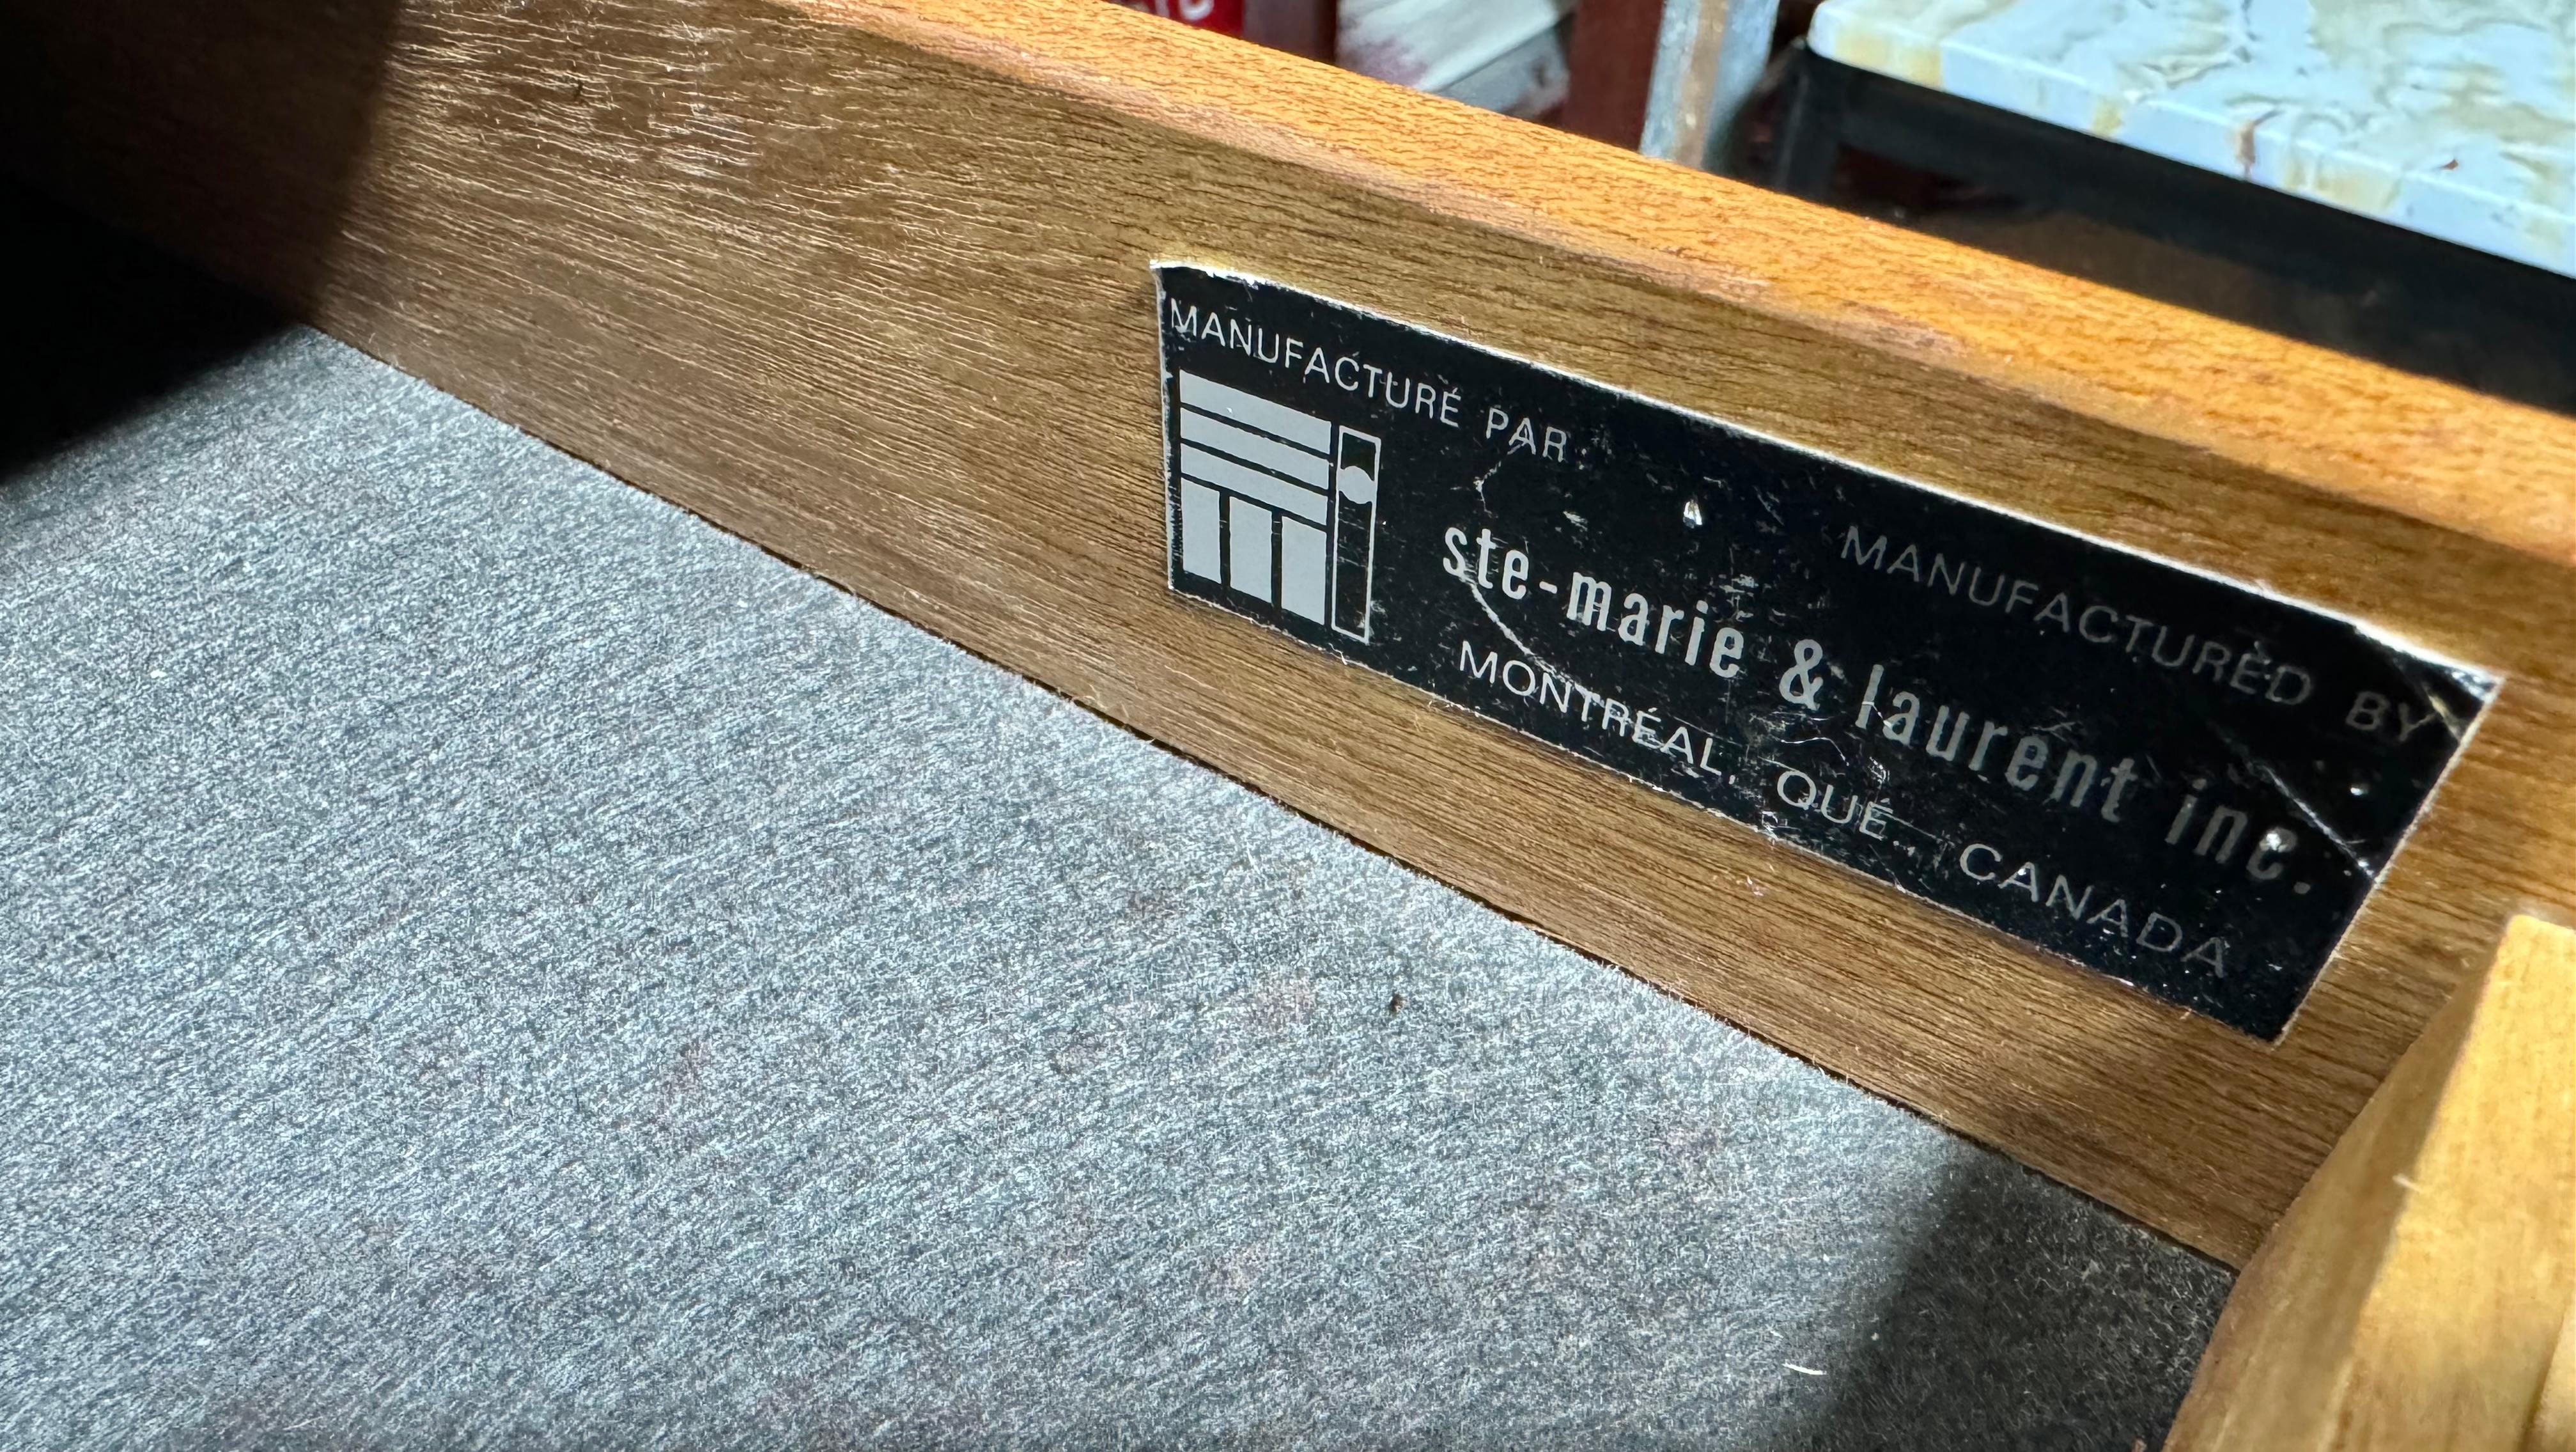 MANUFACTURÉ PAR
MANUFACTURED BY
ste-marie & laurent inc.
MONTRÉAL, QUÉ., CANADA